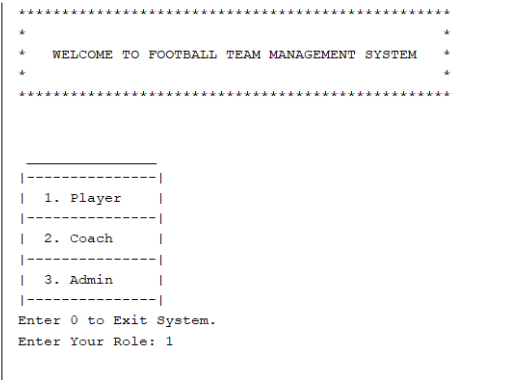 **************************************************
*                                                *
*   WELCOME TO FOOTBALL TEAM MANAGEMENT SYSTEM   *
*                                                *
**************************************************
 _______________
|---------------|
|  1. Player    |
|---------------|
|  2. Coach     |
|---------------|
|  3. Admin     |
|---------------|
Enter 0 to Exit System.
Enter Your Role: 1